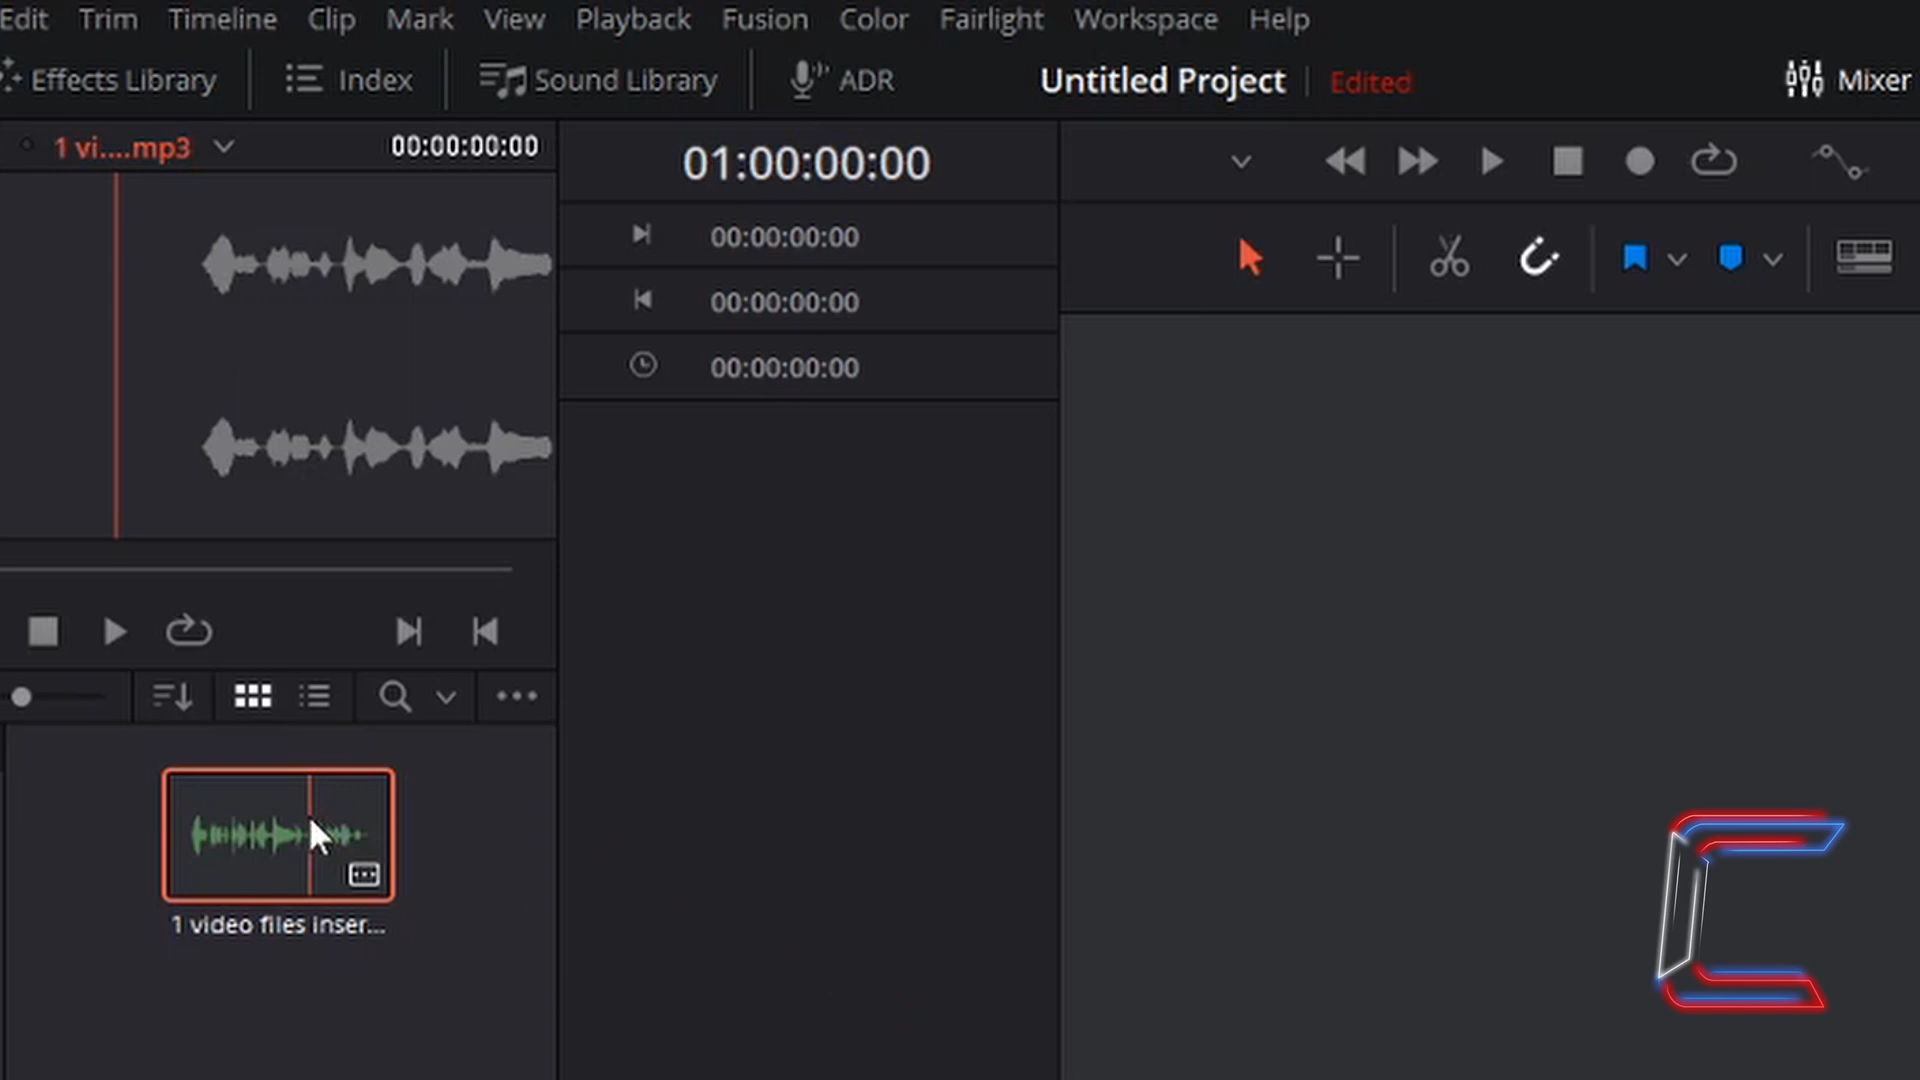 Edit Trim Timeline Clip Mark View Playback Fusion Color Fairlight Workspace Help
Effects Library Index Sound Library ADR Untitled Project Edited Mixer
1 vi....mp3 00:00:00:00
01:00:00:00
00:00:00:00
00:00:00:00
00:00:00:00
1 video files inser...